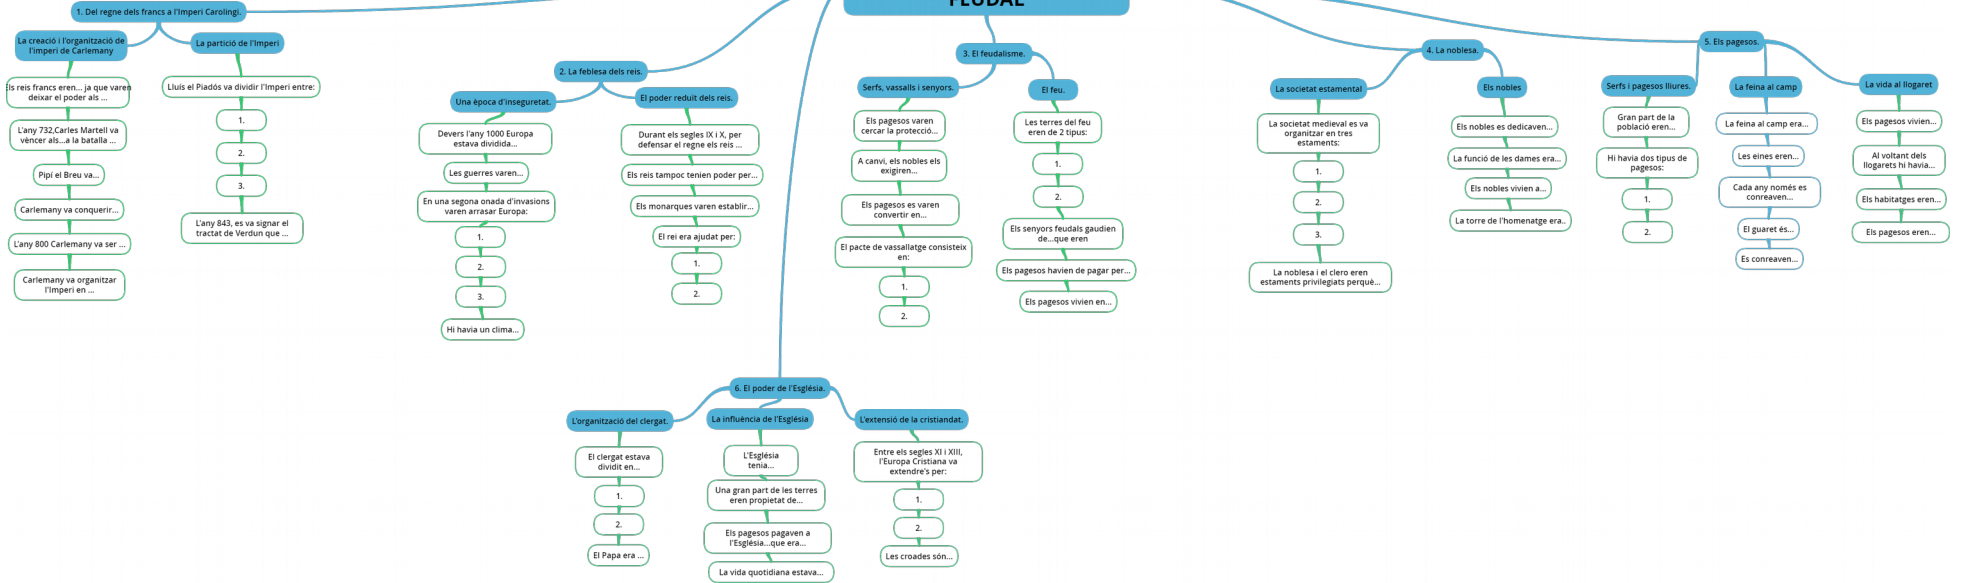 FEUDAL
1. Del regne dels francs a l'Imperi Carolingi.
La creació i l'organització de
l'imperi de Carlemany
Els reis francs eren... ja que varen
deixar el poder als ...
L'any 732,Carles Martell va
vèncer als...a la batalla ...
Pipí el Breu va...
Carlemany va conquerir...
L'any 800 Carlemany va ser ...
Carlemany va organitzar
l'Imperi en ...
La partició de l'Imperi
Lluís el Piadós va dividir l'Imperi entre:
1.
2.
3.
L'any 843, es va signar el
tractat de Verdun que ...
2. La feblesa dels reis.
Una època d'inseguretat.
Devers l'any 1000 Europa
estava dividida...
Les guerres varen...
En una segona onada d'invasions
varen arrasar Europa:
1.
2.
3.
Hi havia un clima...
El poder reduït dels reis.
Durant els segles IX i X, per
defensar el regne els reis ...
Els reis tampoc tenien poder per...
Els monarques varen establir...
El rei era ajudat per:
1.
2.
3. El feudalisme.
Serfs, vassalls i senyors.
Els pagesos varen
cercar la protecció...
A canvi, els nobles els
exigiren...
Els pagesos es varen
convertir en...
El pacte de vassallatge consisteix
en:
1.
2.
El feu.
Les terres del feu
eren de 2 tipus:
1.
2.
Els senyors feudals gaudien
de...que eren
Els pagesos havien de pagar per...
Els pagesos vivien en...
4. La noblesa.
La societat estamental
La societat medieval es va
organitzar en tres
estaments:
1.
2.
3.
La noblesa i el clero eren
estaments privilegiats perquè...
Els nobles
Els nobles es dedicaven...
La funció de les dames era...
Els nobles vivien a...
La torre de l'homenatge era..
5. Els pagesos.
Serfs i pagesos lliures.
Gran part de la
població eren...
Hi havia dos tipus de
pagesos:
1.
2.
La feina al camp
La feina al camp era...
Les eines eren...
Cada any només es
conreaven...
El guaret és...
Es conreaven...
La vida al llogaret
Els pagesos vivien...
Al voltant dels
llogarets hi havia...
Els habitatges eren...
Els pagesos eren...
6. El poder de l'Església.
L'organització del clergat.
El clergat estava
dividit en...
1.
2.
El Papa era ...
La influència de l'Església
L'Església
tenia...
Una gran part de les terres
eren propietat de...
Els pagesos pagaven a
l'Església...que era...
La vida quotidiana estava...
L'extensió de la cristiandat.
Entre els segles XI i XIII,
l'Europa Cristiana va
extendre's per:
1.
2.
Les croades són...